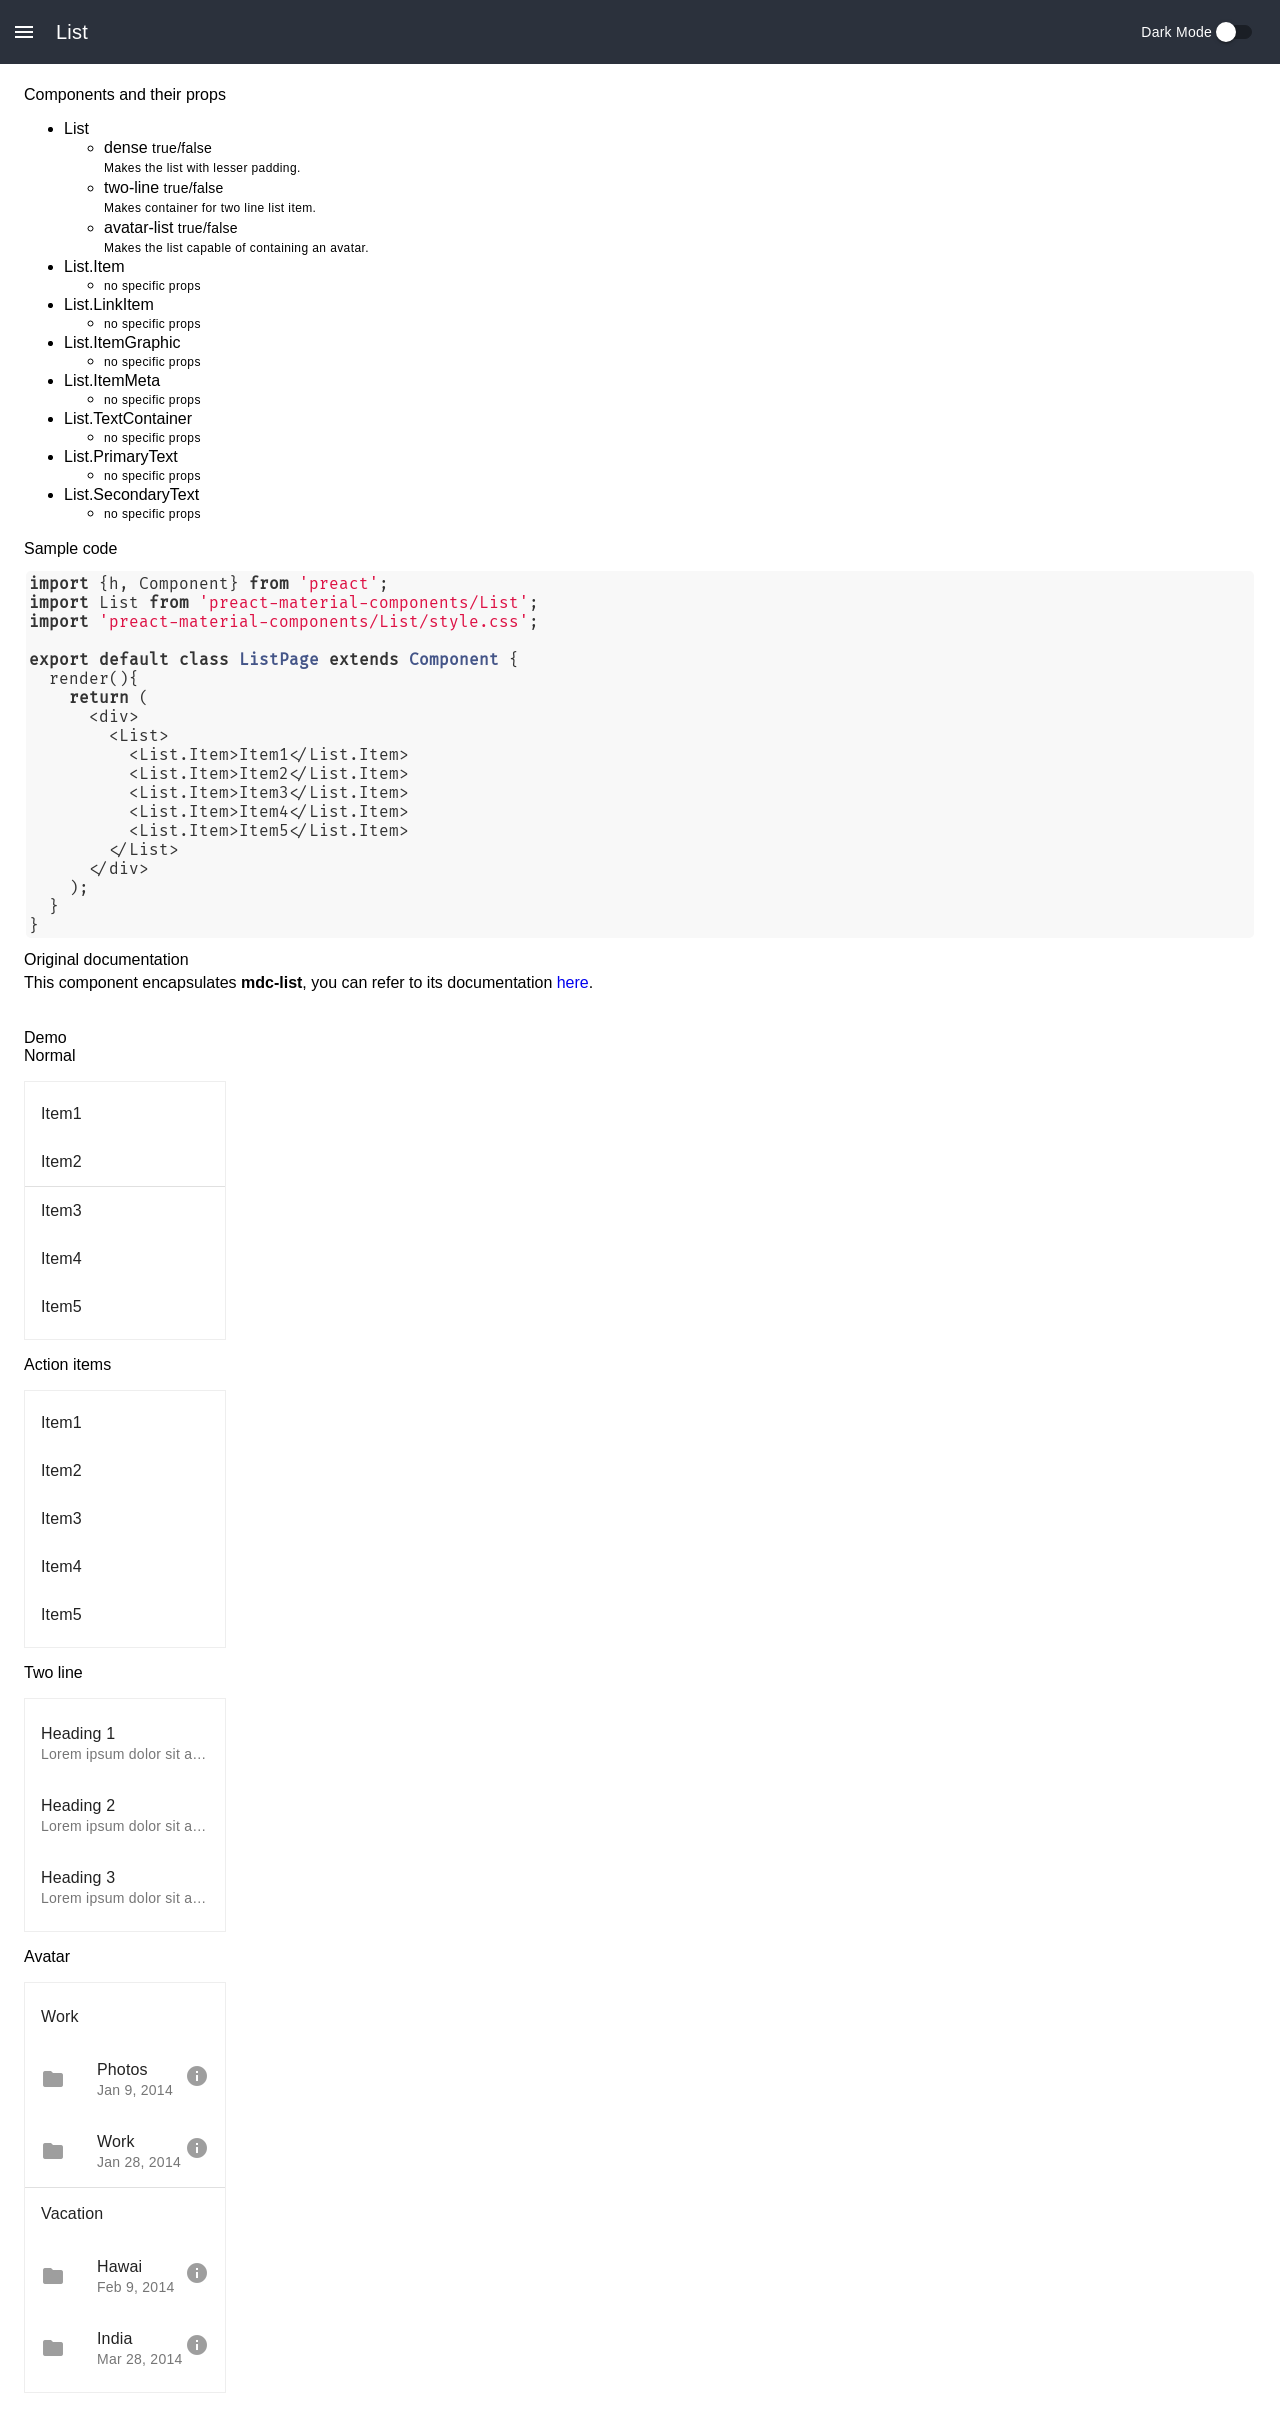 List
Dark Mode
Components and their props
List
dense true/false
Makes the list with lesser padding.
two-line true/false
Makes container for two line list item.
avatar-list true/false
Makes the list capable of containing an avatar.
List.Item
no specific props
List.LinkItem
no specific props
List.ItemGraphic
no specific props
List.ItemMeta
no specific props
List.TextContainer
no specific props
List.PrimaryText
no specific props
List.SecondaryText
no specific props
Sample code
import {h, Component} from 'preact';
import List from 'preact-material-components/List';
import 'preact-material-components/List/style.css';
export default class ListPage extends Component {
render(){
return (
<div>
<List>
<List.Item>Item1</List.Item>
<List.Item>Item2</List.Item>
<List.Item>Item3</List.Item>
<List.Item>Item4</List.Item>
<List.Item>Item5</List.Item>
</List>
</div>
);
}
}
Original documentation
This component encapsulates mdc-list, you can refer to its documentation here.
Demo
Normal
Item1
Item2
Item3
Item4
Item5
Action items
Item1
Item2
Item3
Item4
Item5
Two line
Heading 1
Lorem ipsum dolor sit a…
Heading 2
Lorem ipsum dolor sit a…
Heading 3
Lorem ipsum dolor sit a…
Avatar
Work
Photos
Jan 9, 2014
Work
Jan 28, 2014
Vacation
Hawai
Feb 9, 2014
India
Mar 28, 2014